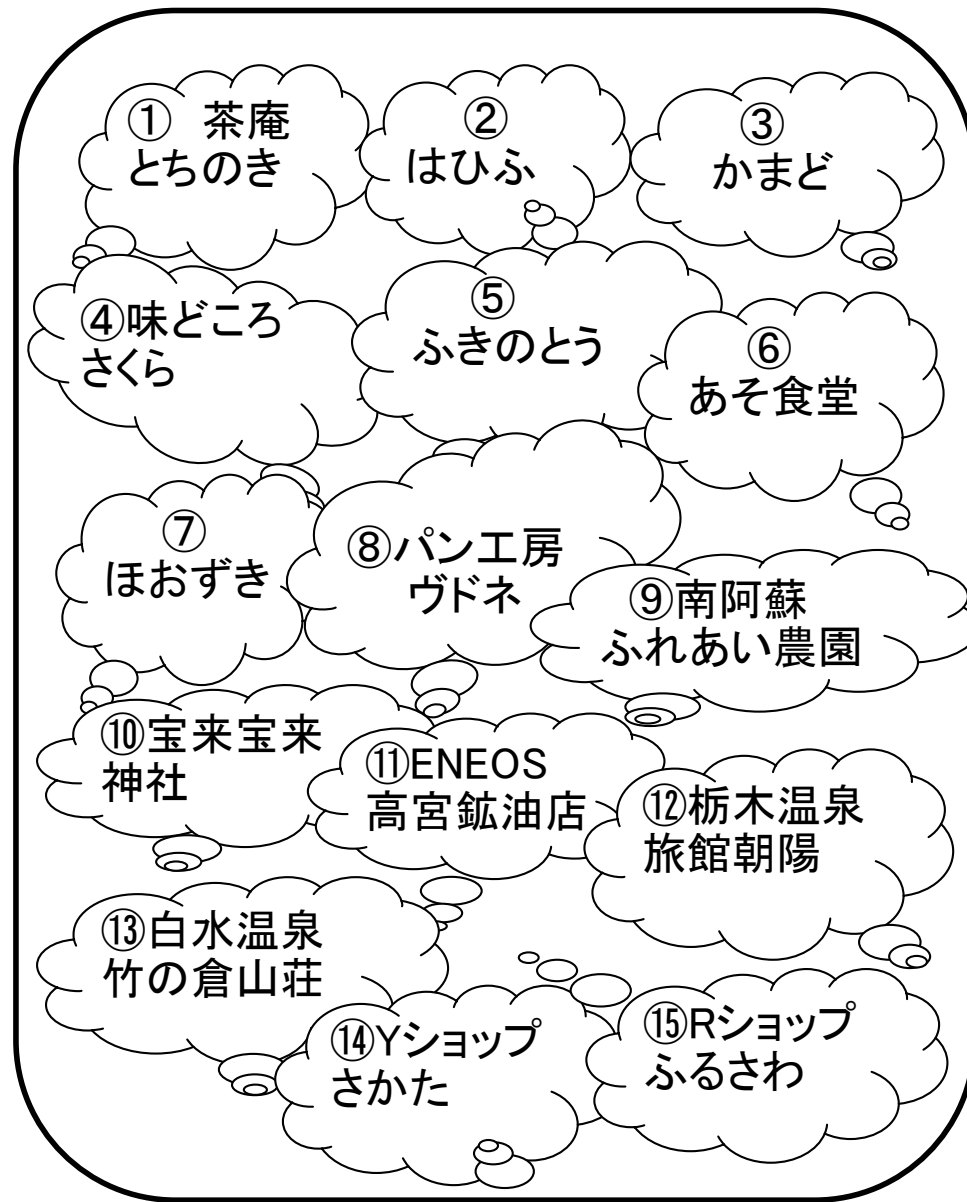 ① 茶庵
とちのき
②
はひふ
③
かまど
④味どころ
さくら
⑤
ふきのとう
⑥
あそ食堂
⑦
ほおずき
⑧パン工房
ヴドネ
⑨南阿蘇
ふれあい農園
⑩宝来宝来
神社
⑪ENEOS
高宮鉱油店
⑫栃木温泉
旅館朝陽
⑬白水温泉
竹の倉山荘
⑭Yショップ
さかた
⑮Rショップ
ふるさわ